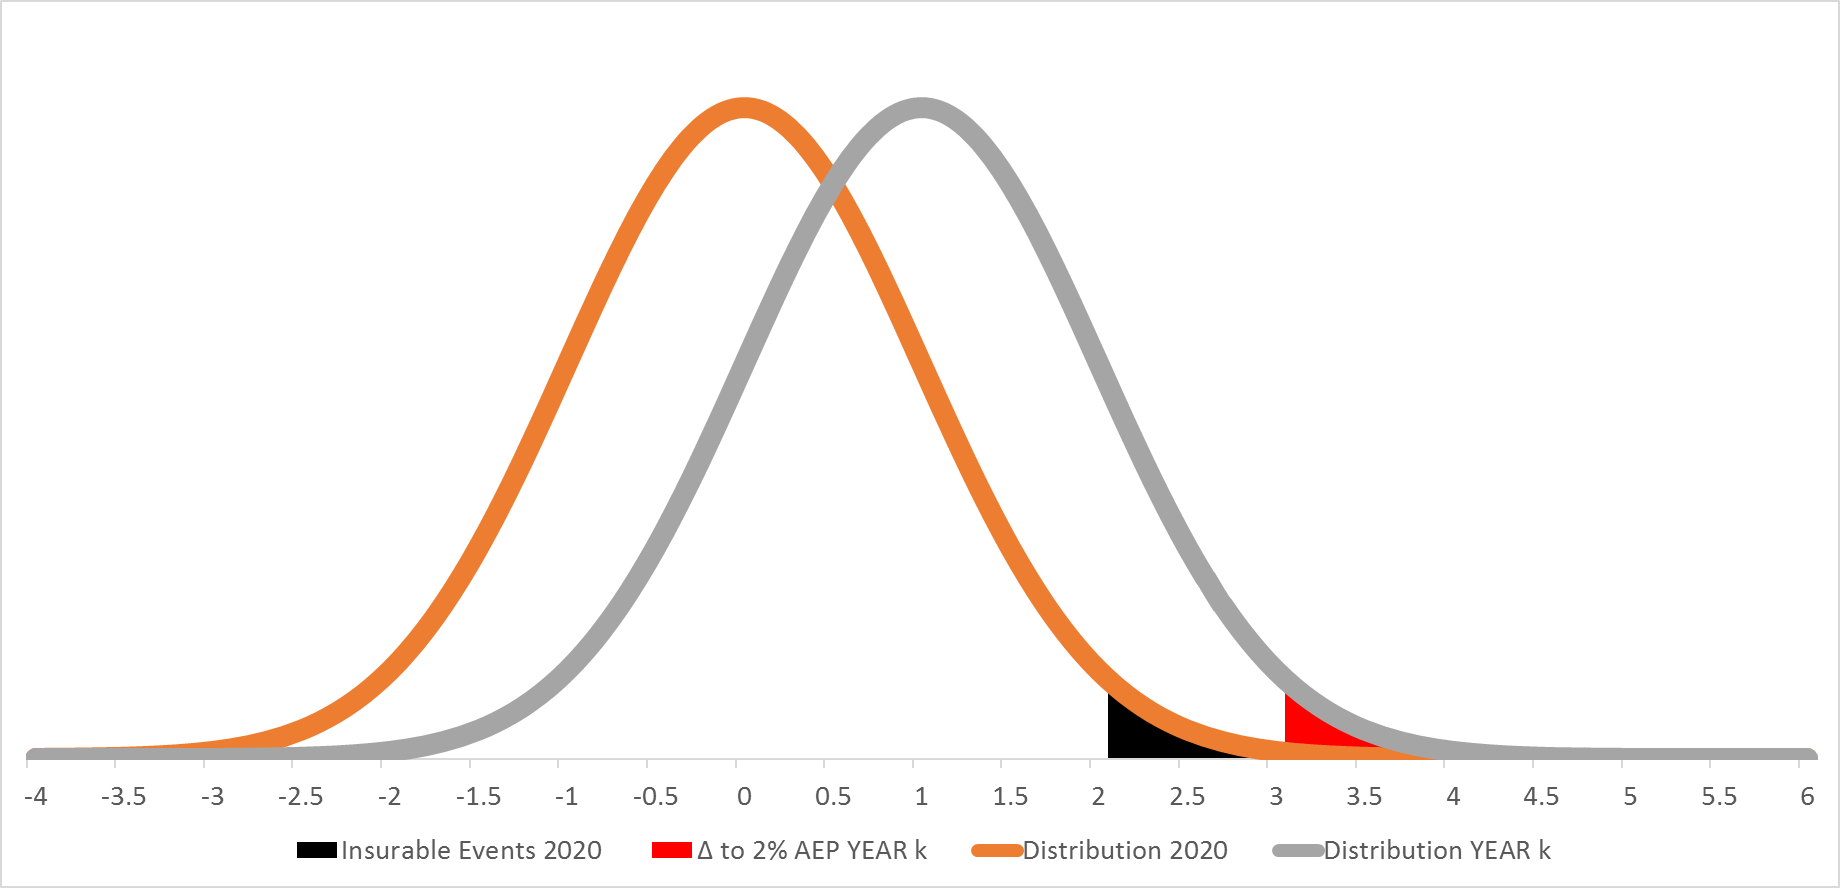 -4 -3.5 -3 -2.5 -2 -1.5 -1 -0.5 0 0.5 1 1.5 2 2.5 3 3.5 4 4.5 5 5.5 6
Insurable Events 2020 Δ to 2% AEP YEAR k Distribution 2020 Distribution YEAR k